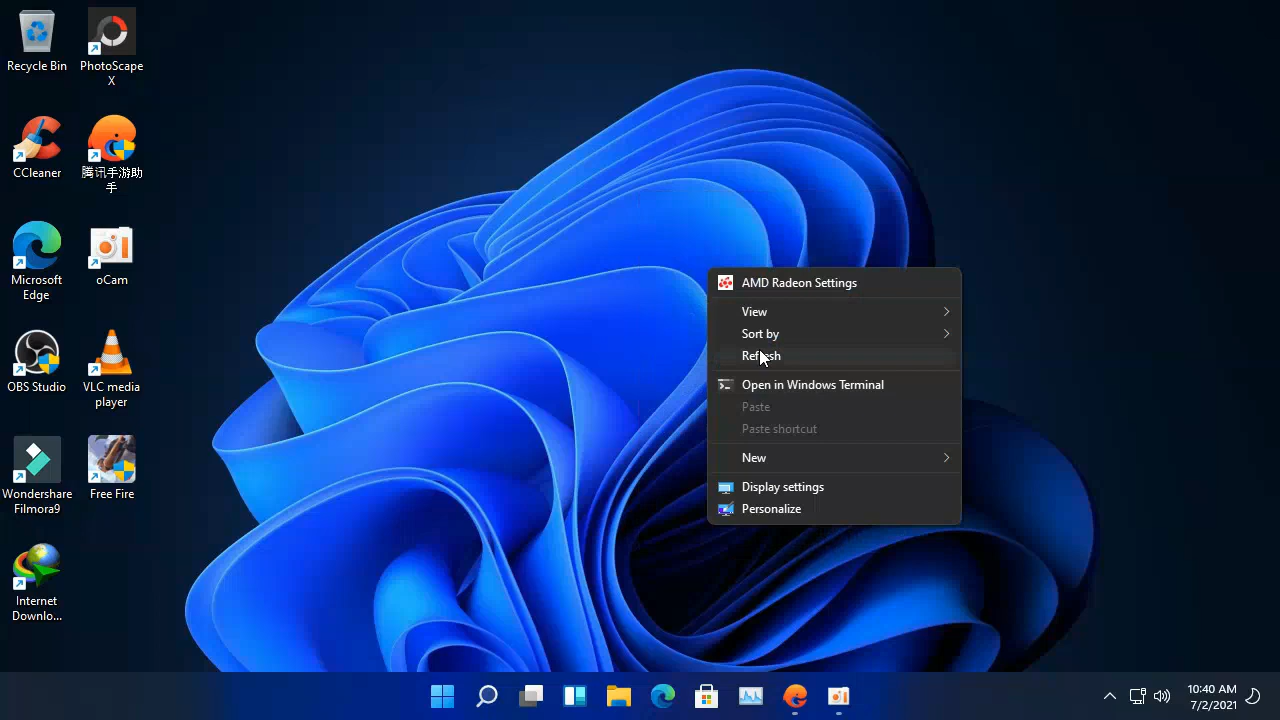 Recycle Bin
PhotoScape
X
CCleaner
腾讯手游助
手
Microsoft
Edge
oCam
OBS Studio
VLC media
player
Wondershare
Filmora9
Free Fire
Internet
Downlo...
AMD Radeon Settings
View
Sort by
Refresh
Open in Windows Terminal
Paste
Paste shortcut
New
Display settings
Personalize
10:40 AM
7/2/2021